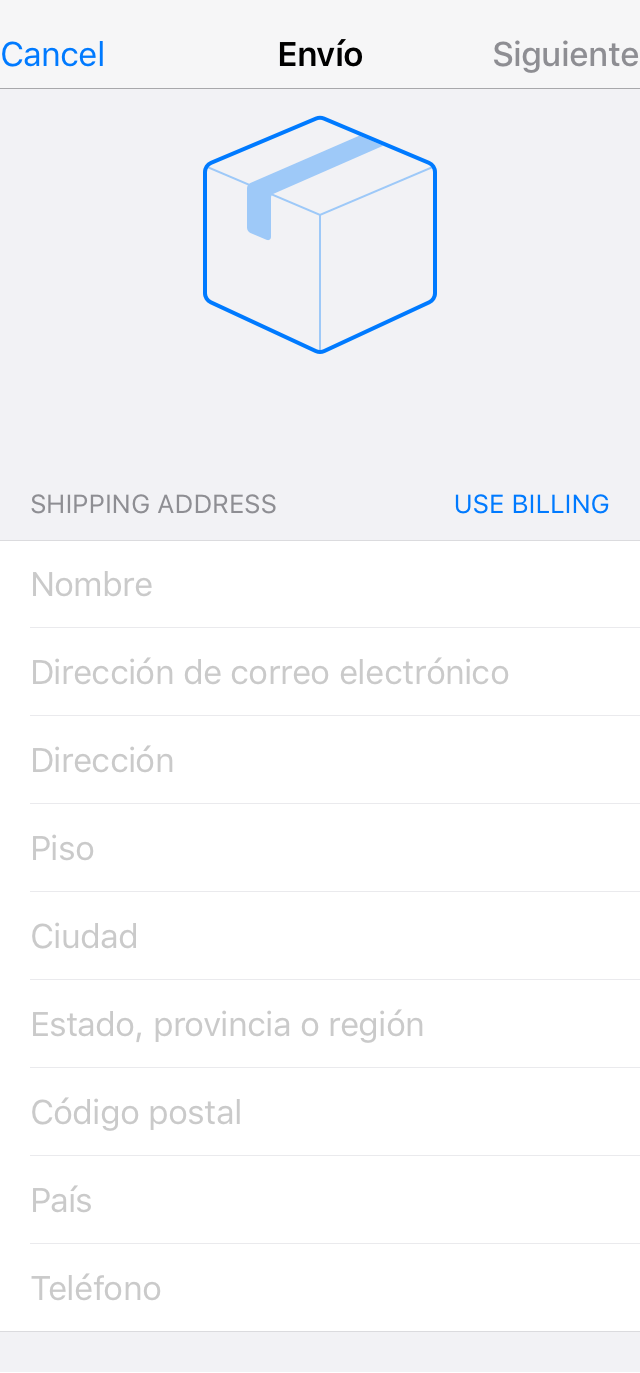 Cancel Envío Siguiente
SHIPPING ADDRESS USE BILLING
Nombre
Dirección de correo electrónico
Dirección
Piso
Ciudad
Estado, provincia o región
Código postal
País
Teléfono